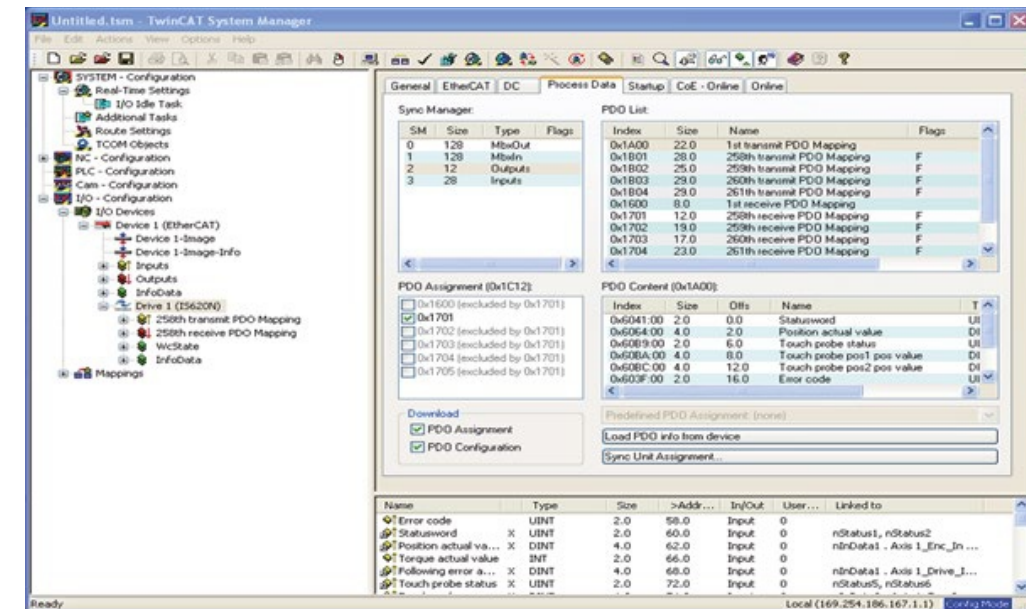 Untitled.tsm - TwinCAT System Manager
File Edit Actions View Options Help
SYSTEM - Configuration
Real-Time Settings
I/O Idle Task
Additional Tasks
Route Settings
TCOM Objects
NC - Configuration
PLC - Configuration
Cam - Configuration
I/O - Configuration
I/O Devices
Device 1 (EtherCAT)
Device 1-Image
Device 1-Image-Info
Inputs
Outputs
InfoData
Drive 1 (IS620N)
258th transmit PDO Mapping
258th receive PDO Mapping
WcState
InfoData
Mappings
General EtherCAT DC Process Data Startup CoE - Online Online
Sync Manager:
SM Size Type Flags
0 128 MbxOut
1 128 MbxIn
2 12 Outputs
3 28 Inputs
PDO List:
Index Size Name Flags
0x1A00 22.0 1st transmit PDO Mapping
0x1B01 28.0 258th transmit PDO Mapping F
0x1B02 25.0 259th transmit PDO Mapping F
0x1B03 29.0 260th transmit PDO Mapping F
0x1B04 29.0 261th transmit PDO Mapping F
0x1600 8.0 1st receive PDO Mapping
0x1701 12.0 258th receive PDO Mapping F
0x1702 19.0 259th receive PDO Mapping F
0x1703 17.0 260th receive PDO Mapping F
0x1704 23.0 261th receive PDO Mapping F
PDO Assignment (0x1C12):
0x1600 (excluded by 0x1701)
0x1701
0x1702 (excluded by 0x1701)
0x1703 (excluded by 0x1701)
0x1704 (excluded by 0x1701)
0x1705 (excluded by 0x1701)
PDO Content (0x1A00):
Index Size Offs Name T
0x6041:00 2.0 0.0 Statusword UI
0x6064:00 4.0 2.0 Position actual value DI
0x60B9:00 2.0 6.0 Touch probe status UI
0x60BA:00 4.0 8.0 Touch probe pos1 pos value DI
0x60BC:00 4.0 12.0 Touch probe pos2 pos value DI
0x603F:00 2.0 16.0 Error code UI
Download
PDO Assignment
PDO Configuration
Predefined PDO Assignment: (none)
Load PDO info from device
Sync Unit Assignment...
Name Type Size >Addr... In/Out User... Linked to
Error code UINT 2.0 58.0 Input 0
Statusword X UINT 2.0 60.0 Input 0 nStatus1, nStatus2
Position actual va... X DINT 4.0 62.0 Input 0 nInData1 . Axis 1_Enc_In ...
Torque actual value INT 2.0 66.0 Input 0
Following error a... X DINT 4.0 68.0 Input 0 nInData1 . Axis 1_Drive_I...
Touch probe status X UINT 2.0 72.0 Input 0 nStatus5, nStatus6
Ready
Local (169.254.186.167.1.1) Config Mode